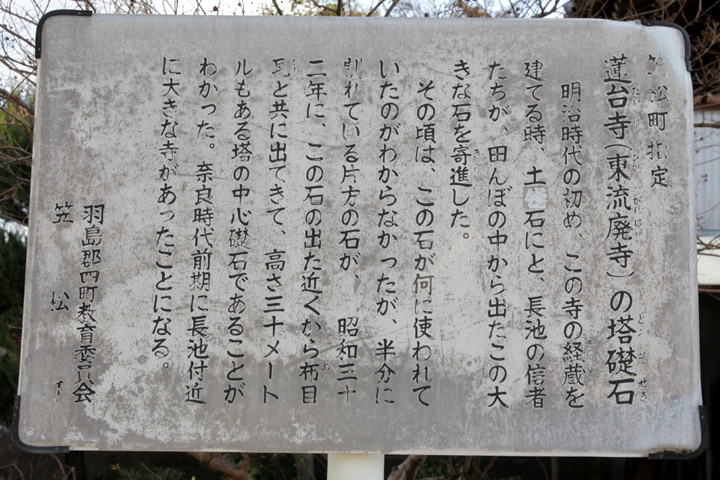 笠松町指定
蓮台寺(東流廃寺)の塔礎石
明治時代の初め、この寺の経蔵を
建てる時、土台石にと、長池の信者
たちが、田んぼの中から出たこの大
きな石を寄進した。
その頃は、この石が何に使われて
いたのがわからなかったが、半分に
割れている片方の石が、昭和三十
二年に、この石の出た近くから布目
瓦と共に出てきて、高さ三十メート
ルもある塔の中心礎石であることが
わかった。奈良時代前期に長池付近
に大きな寺があったことになる。
羽島郡四町教育委員会
笠松町